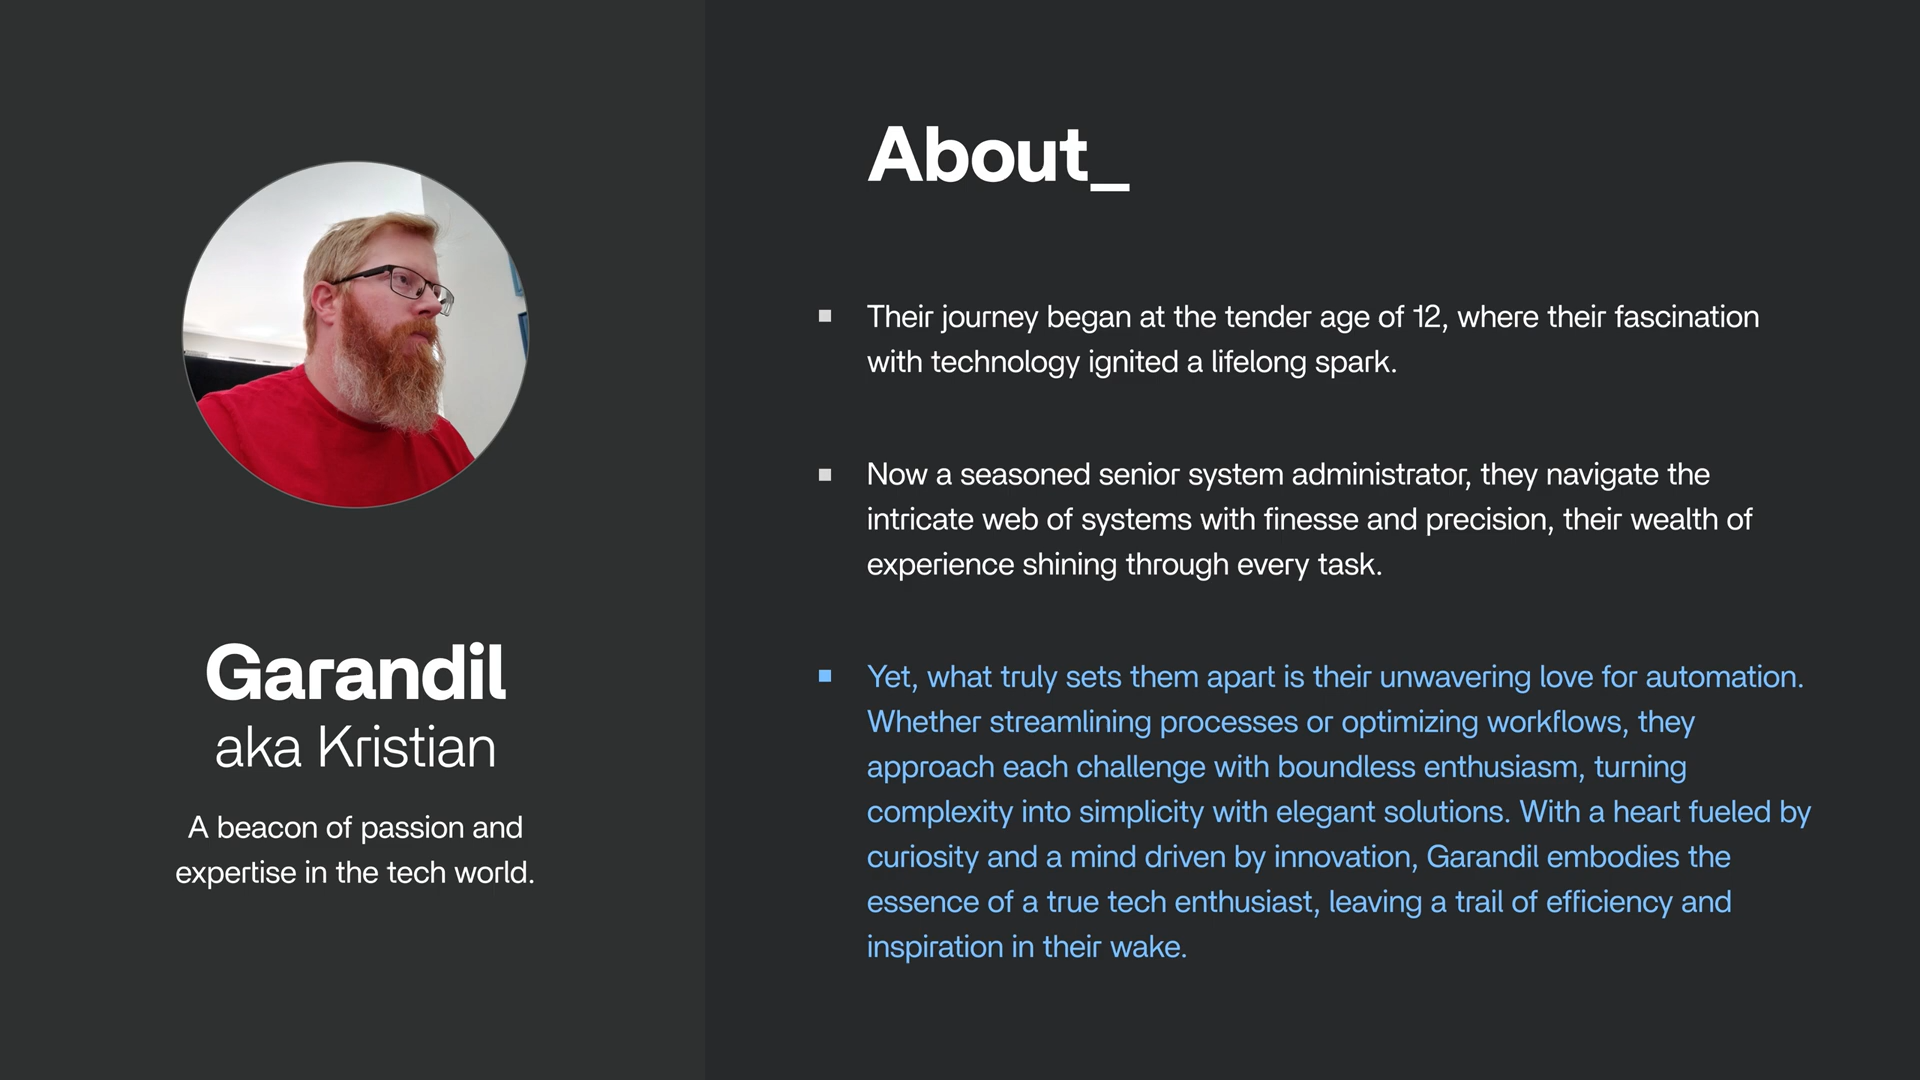 Garandil
aka Kristian
A beacon of passion and
expertise in the tech world.
About_
Their journey began at the tender age of 12, where their fascination
with technology ignited a lifelong spark.
Now a seasoned senior system administrator, they navigate the
intricate web of systems with finesse and precision, their wealth of
experience shining through every task.
Yet, what truly sets them apart is their unwavering love for automation.
Whether streamlining processes or optimizing workflows, they
approach each challenge with boundless enthusiasm, turning
complexity into simplicity with elegant solutions. With a heart fueled by
curiosity and a mind driven by innovation, Garandil embodies the
essence of a true tech enthusiast, leaving a trail of efficiency and
inspiration in their wake.